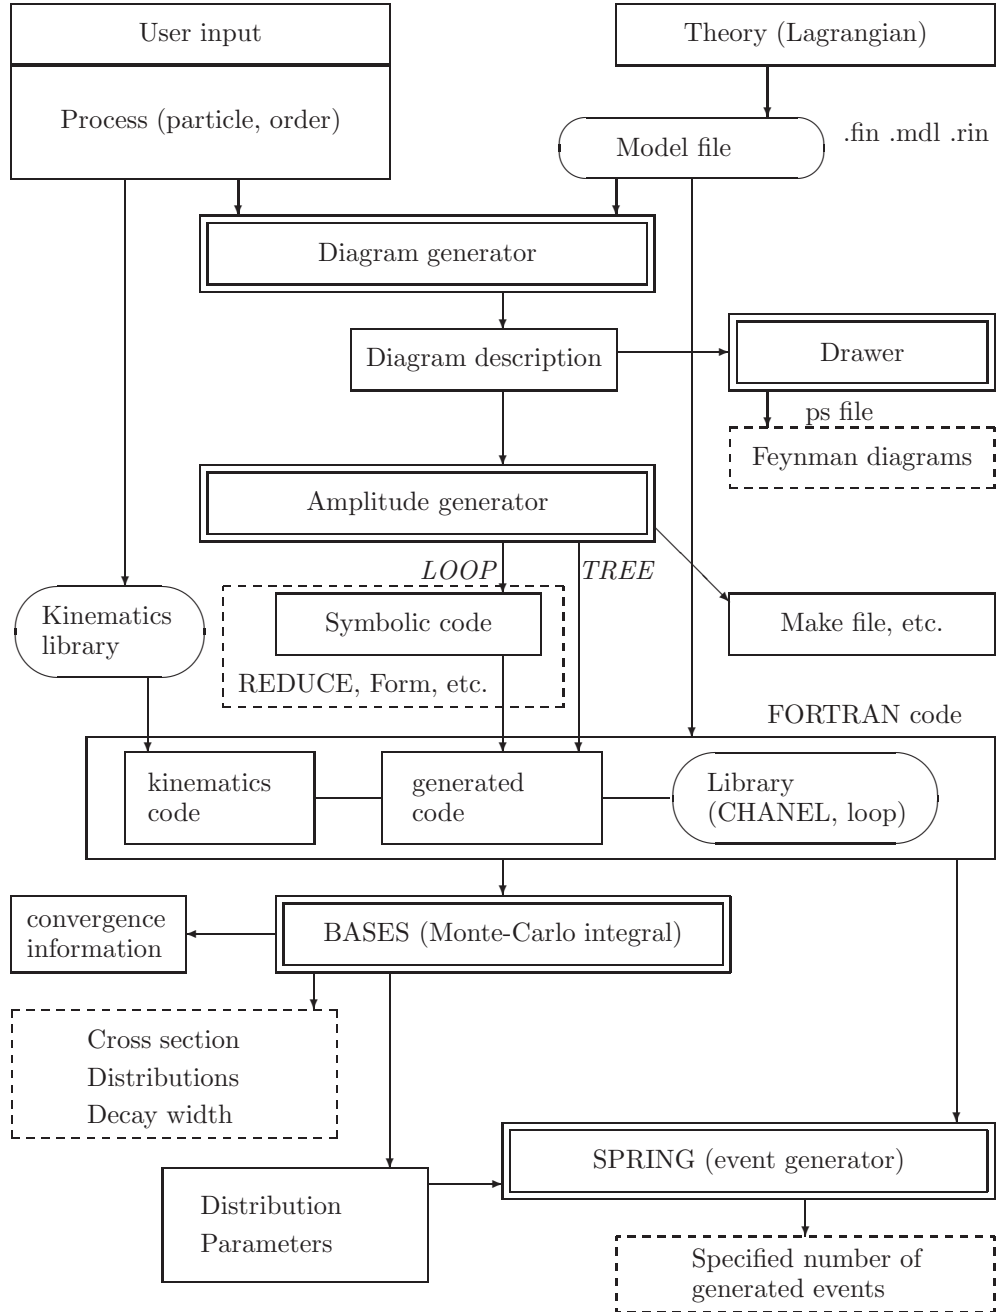 User input
Theory (Lagrangian)
Process (particle, order)
Model file
.fin .mdl .rin
Diagram generator
Diagram description
Drawer
ps file
Feynman diagrams
Amplitude generator
LOOP
TREE
Kinematics
library
Symbolic code
Make file, etc.
REDUCE, Form, etc.
FORTRAN code
kinematics
code
generated
code
Library
(CHANEL, loop)
convergence
information
BASES (Monte-Carlo integral)
Cross section
Distributions
Decay width
SPRING (event generator)
Distribution
Parameters
Specified number of
generated events